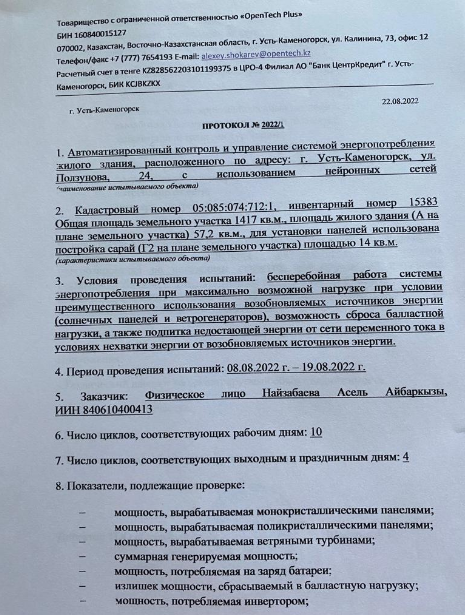 Товарищество с ограниченной ответственностью «OpenTech Plus»
БИН 160840015127
070002, Казахстан, Восточно-Казахстанская область, г. Усть-Каменогорск, ул. Калинина, 73, офис 12
Телефон/факс +7 (777) 7654193 E-mail: alexey.shokarev@opentech.kz
Расчетный счет в тенге KZ82856220310119​9375 в ЦРО-4 Филиал АО "Банк ЦентрКредит" г. Усть-
Каменогорск, БИК KCJBKZKX
г. Усть-Каменогорск 22.08.2022
ПРОТОКОЛ № 2022/1
1. Автоматизированный контроль и управление системой энергопотребления
жилого здания, расположенного по адресу: г. Усть-Каменогорск, ул.
Ползунова, 24, с использованием нейронных сетей
(наименование испытываемого объекта)
2. Кадастровый номер 05:085:074:712:1, инвентарный номер 15383
Общая площадь земельного участка 1417 кв.м., площадь жилого здания (А на
плане земельного участка) 57,2 кв.м., для установки панелей использована
постройка сарай (Г2 на плане земельного участка) площадью 14 кв.м.
(характеристики испытываемого объекта)
3. Условия проведения испытаний: бесперебойная работа системы
энергопотребления при максимально возможной нагрузке при условии
преимущественного использования возобновляемых источников энергии
(солнечных панелей и ветрогенераторов), возможность сброса балластной
нагрузки, а также подпитка недостающей энергии от сети переменного тока в
условиях нехватки энергии от возобновляемых источников энергии.
4. Период проведения испытаний: 08.08.2022 г. – 19.08.2022 г.
5. Заказчик: Физическое лицо Найзабаева Асель Айбаркызы,
ИИН 840610400413
6. Число циклов, соответствующих рабочим дням: 10
7. Число циклов, соответствующих выходным и праздничным дням: 4
8. Показатели, подлежащие проверке:
– мощность, вырабатываемая монокристаллическими панелями;
– мощность, вырабатываемая поликристаллическими панелями;
– мощность, вырабатываемая ветряными турбинами;
– суммарная генерируемая мощность;
– мощность, потребляемая на заряд батареи;
– излишек мощности, сбрасываемый в балластную нагрузку;
– мощность, потребляемая инвертором;